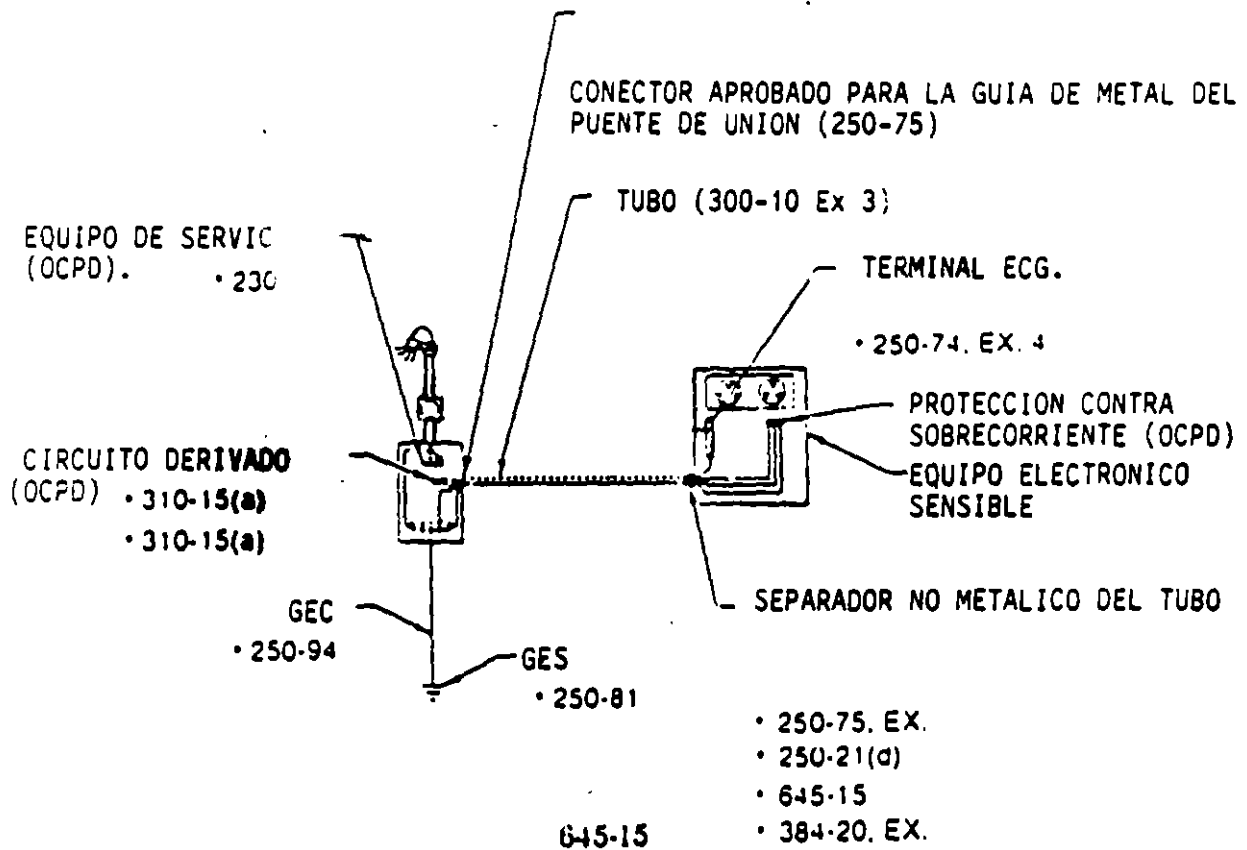 CONECTOR APROBADO PARA LA GUIA DE METAL DEL
PUENTE DE UNION (250-75)
TUBO (300-10 Ex 3)
EQUIPO DE SERVIC
(OCPD).
• 230
TERMINAL ECG.
• 250-74. EX. 4
PROTECCION CONTRA
SOBRECORRIENTE (OCPD)
EQUIPO ELECTRONICO
SENSIBLE
CIRCUITO DERIVADO
(OCPD) • 310-15(a)
• 310-15(a)
SEPARADOR NO METALICO DEL TUBO
GEC
• 250-94
GES
• 250-81
• 250-75. EX.
• 250-21(d)
• 645-15
645-15 • 384-20. EX.